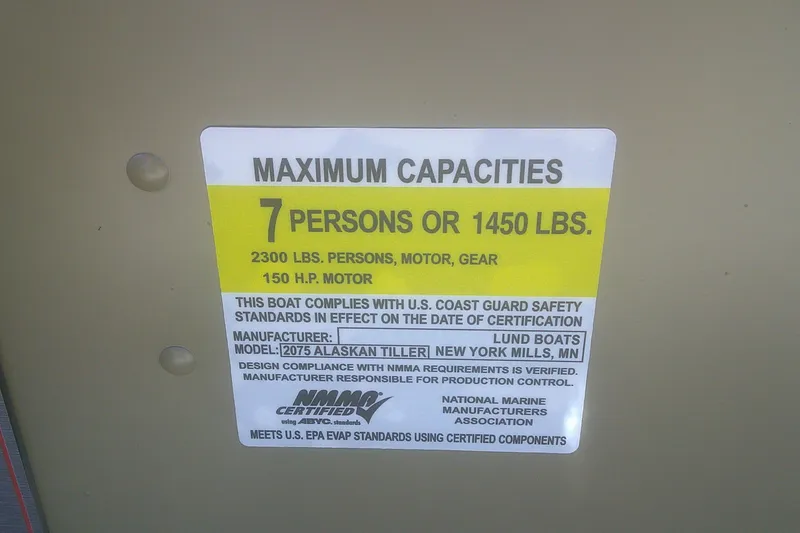 MAXIMUM CAPACITIES
7 PERSONS OR 1450 LBS.
2300 LBS. PERSONS, MOTOR, GEAR
150 H.P. MOTOR
THIS BOAT COMPLIES WITH U.S. COAST GUARD SAFETY
STANDARDS IN EFFECT ON THE DATE OF CERTIFICATION
MANUFACTURER: LUND BOATS
MODEL: 2075 ALASKAN TILLER NEW YORK MILLS, MN
DESIGN COMPLIANCE WITH NMMA REQUIREMENTS IS VERIFIED.
MANUFACTURER RESPONSIBLE FOR PRODUCTION CONTROL.
NMMA®
CERTIFIED
using ABYC. standards
NATIONAL MARINE
MANUFACTURERS
ASSOCIATION
MEETS U.S. EPA EVAP STANDARDS USING CERTIFIED COMPONENTS